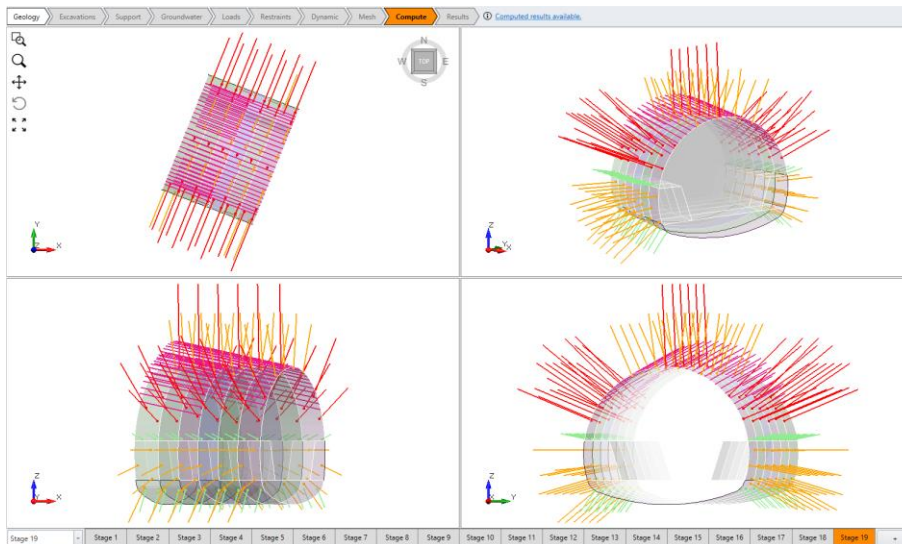 Geology Excavations Support Groundwater Loads Restraints Dynamic Mesh Compute Results Computed results available.
N
W TOP E
S
Y
Z X
Z
Y X
Z
Y X
Z
X Y
Stage 19 Stage 1 Stage 2 Stage 3 Stage 4 Stage 5 Stage 6 Stage 7 Stage 8 Stage 9 Stage 10 Stage 11 Stage 12 Stage 13 Stage 14 Stage 15 Stage 16 Stage 17 Stage 18 Stage 19